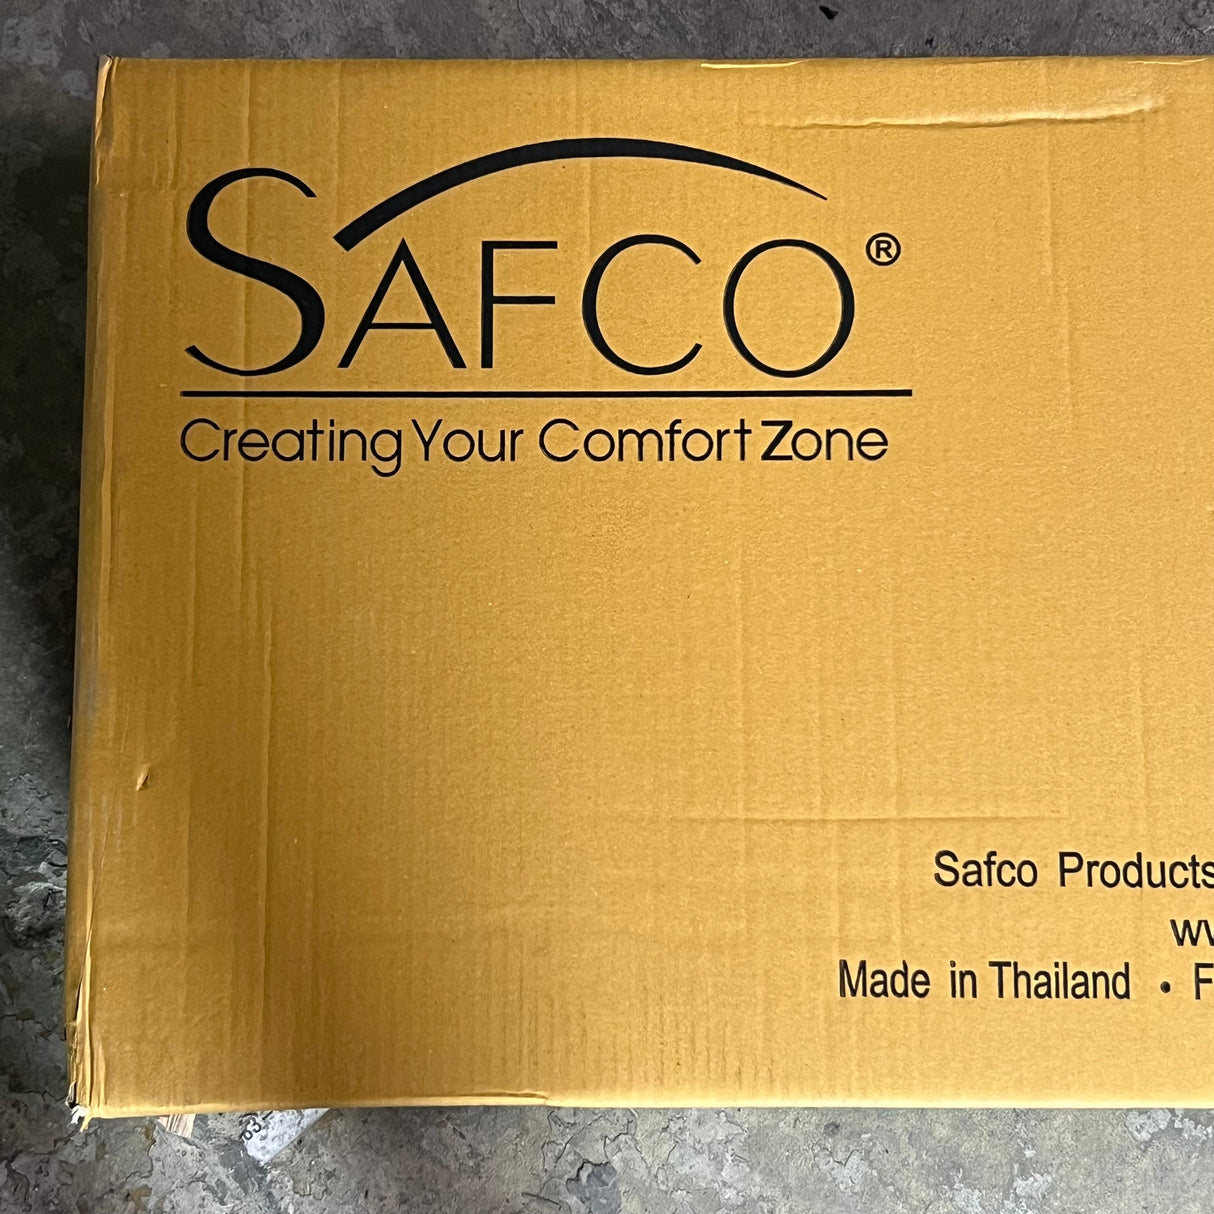 SAFCO®
Creating Your Comfort Zone
Safco Products
Made in Thailand •